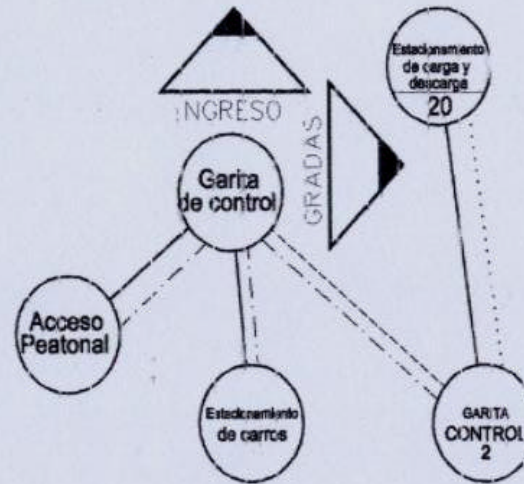 Estacionamiento
de carga y
descarga
20
INGRESO
GRADAS
Garita
de control
Acceso
Peatonal
Estacionamiento
de carros
GARITA
CONTROL
2